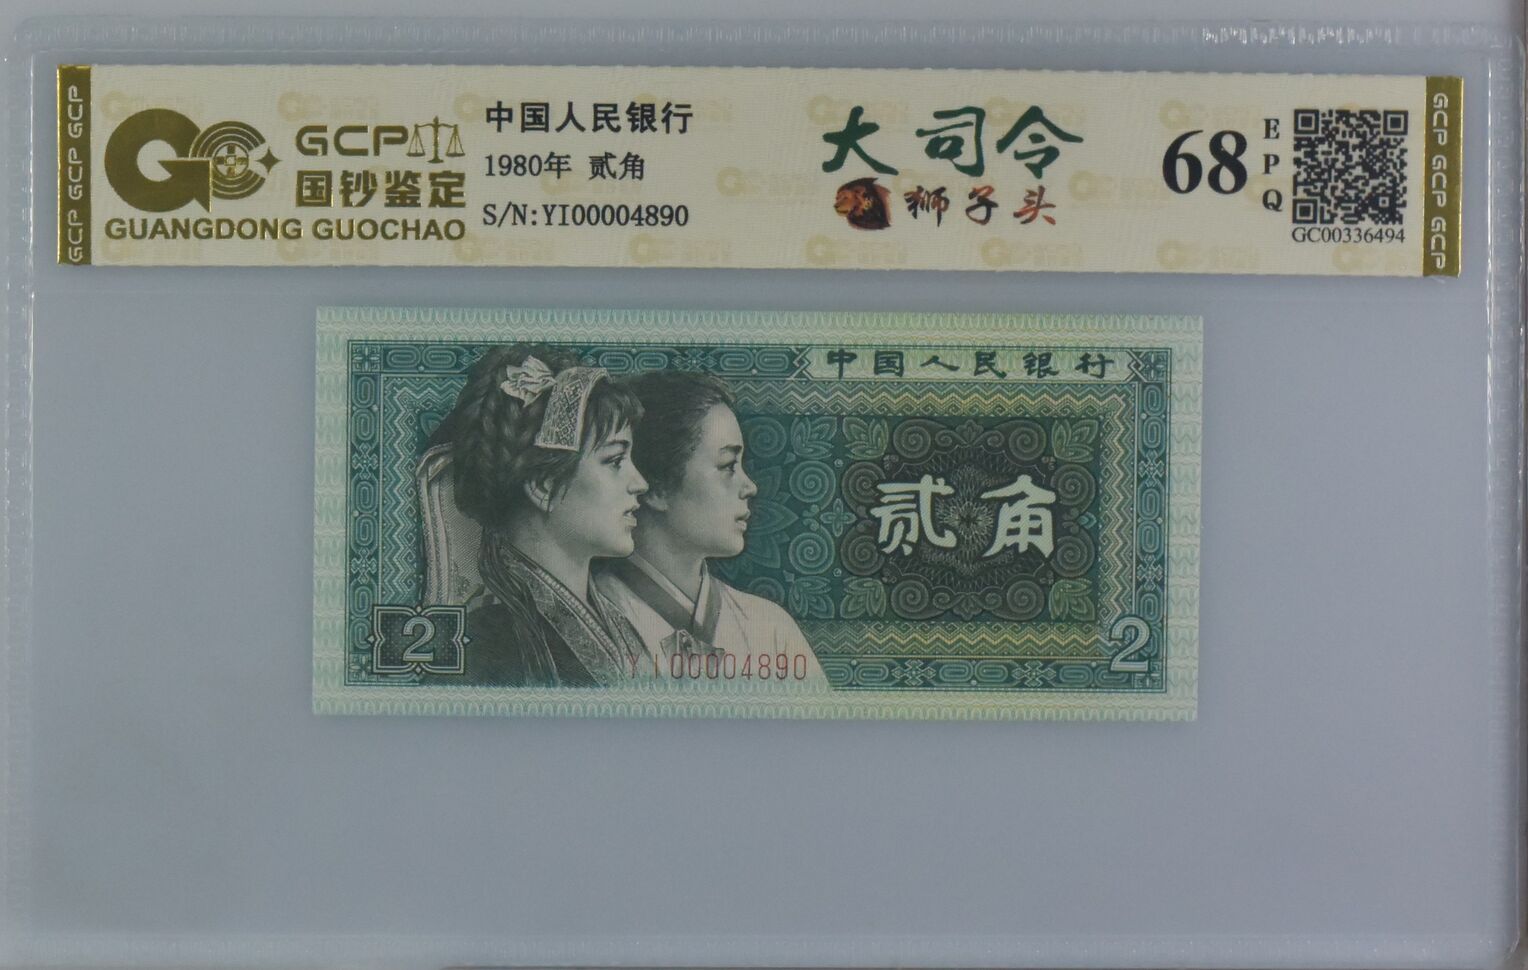 GCP GCP GCP
GCP
国钞鉴定
GUANGDONG GUOCHAO
中国人民银行
1980年 贰角
S/N:YI00004890
大司令
狮子头
68
EPQ
GC00336494
GCP GCP GCP
中国人民银行
贰角
2
YI00004890
2